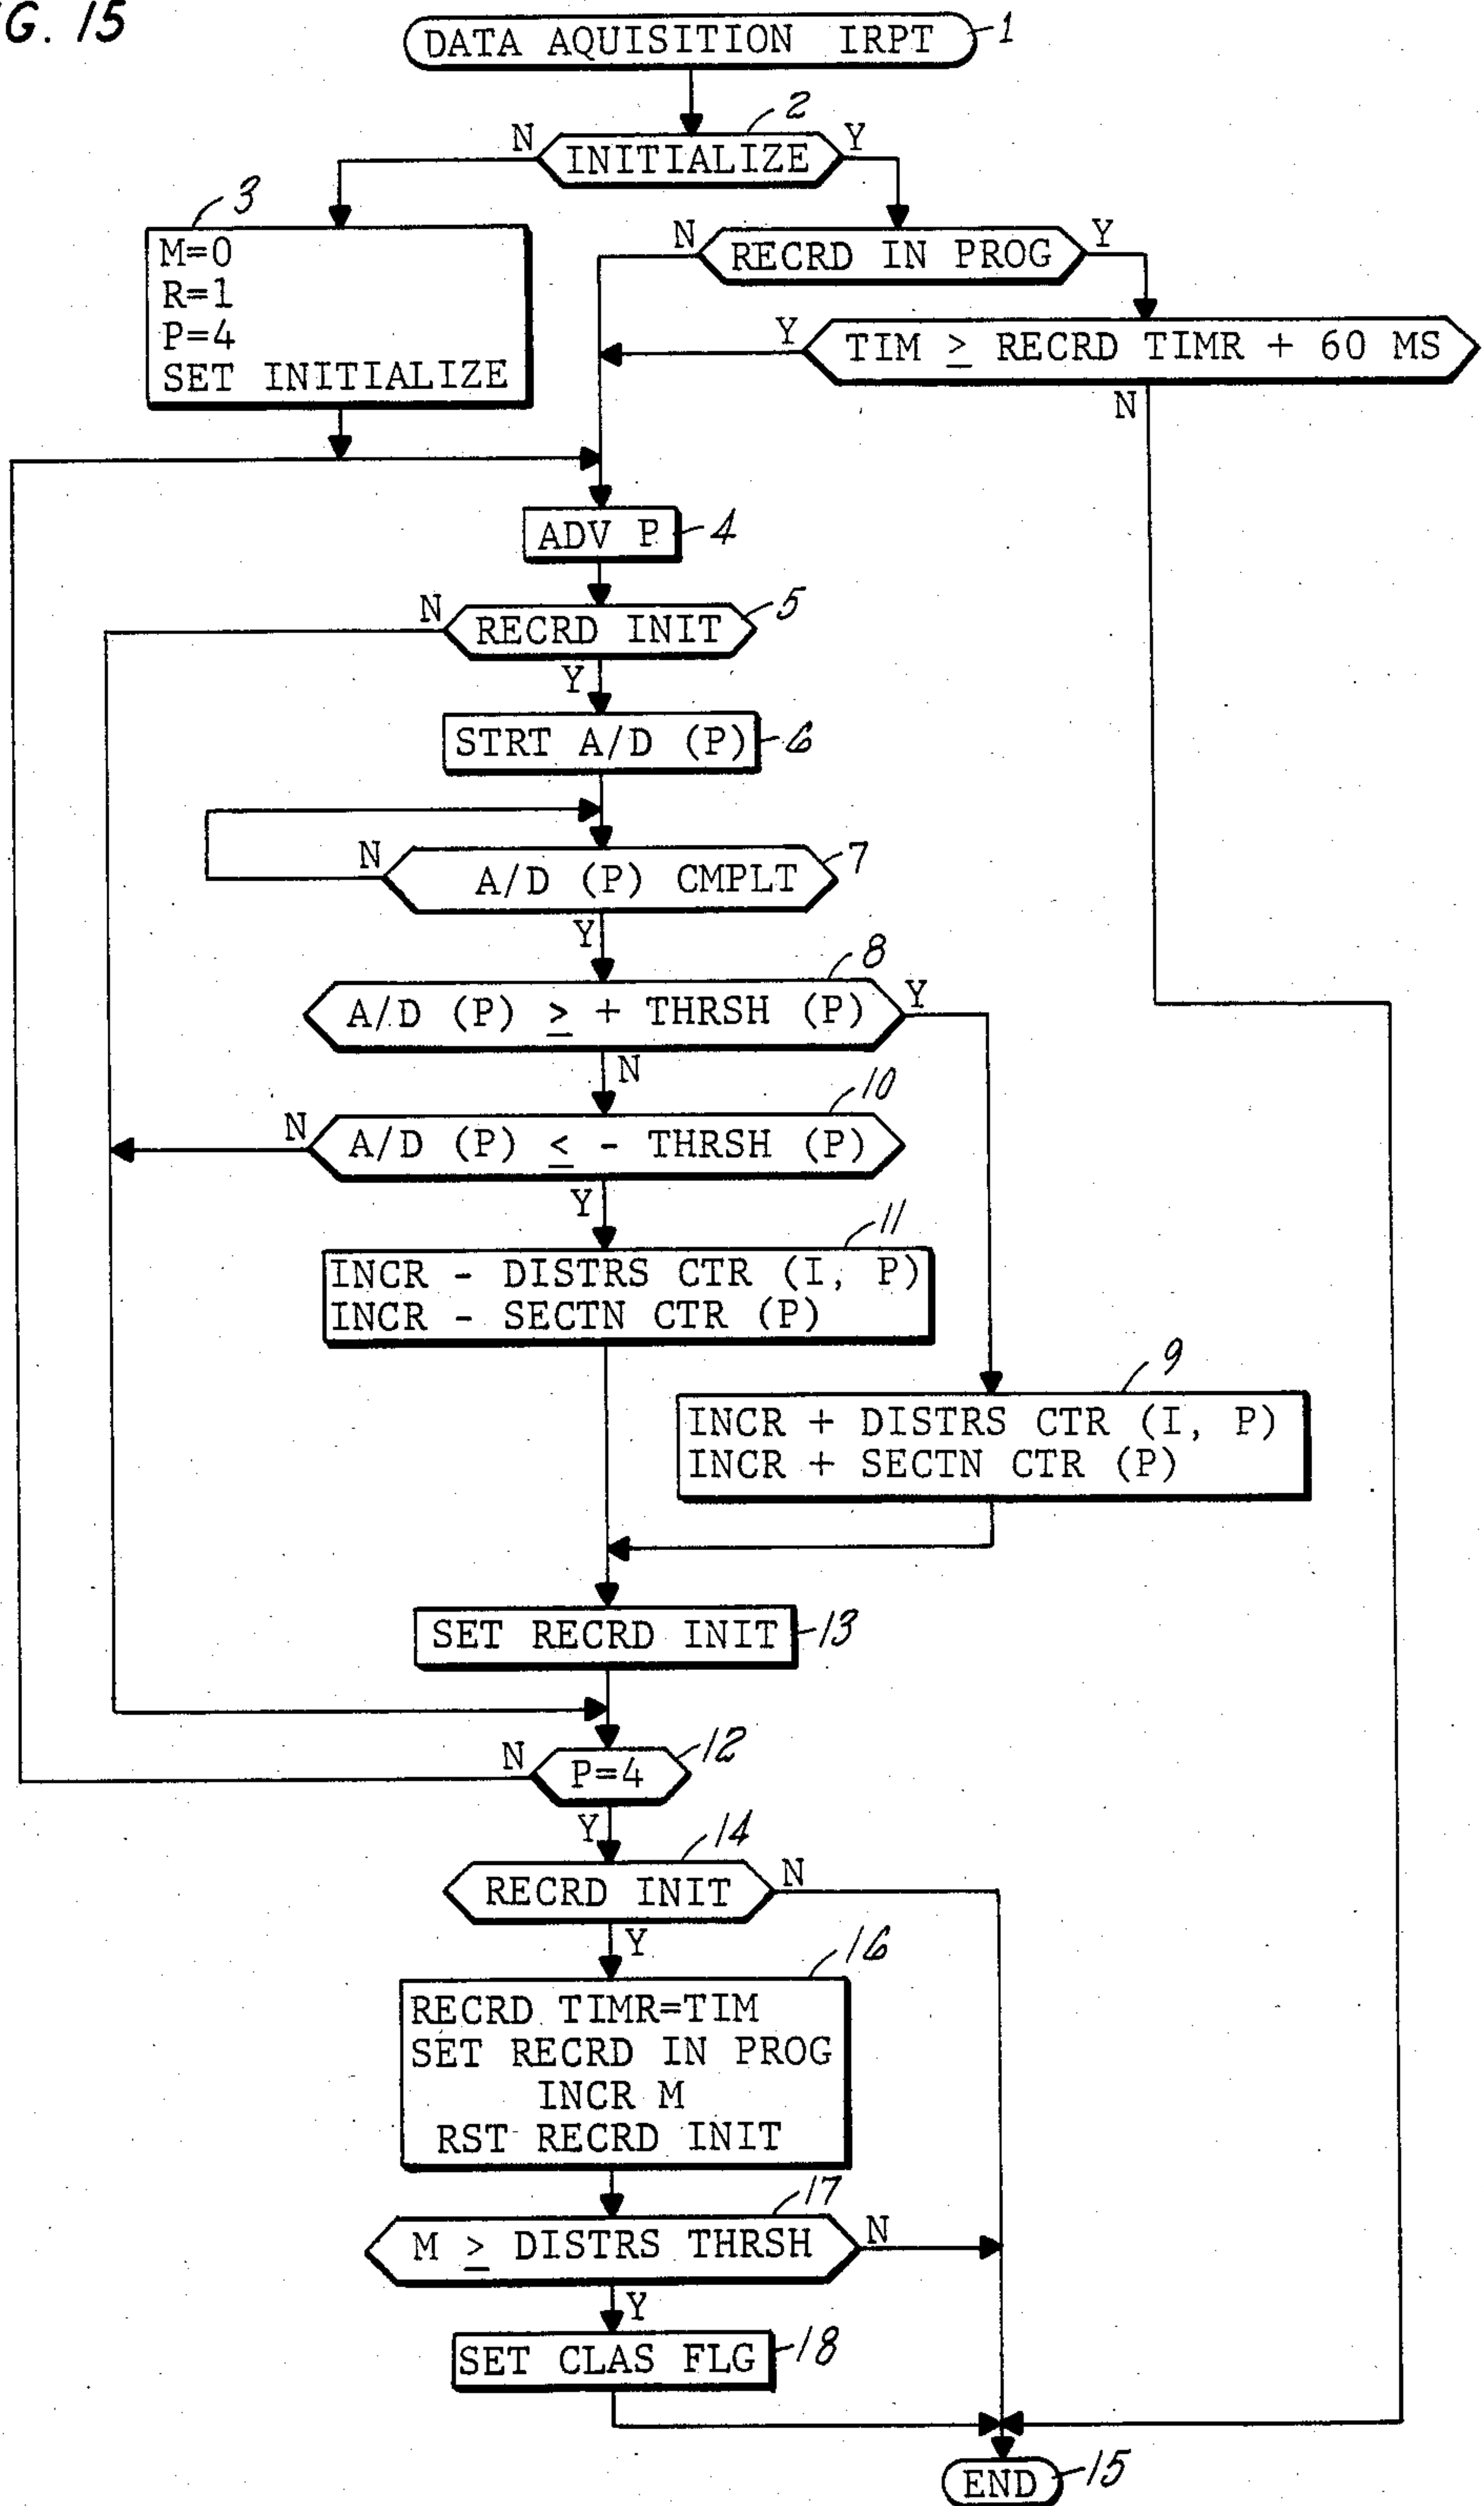 G. 15
DATA AQUISITION IRPT 1
2
N INITIALIZE Y
3
M=0
R=1
P=4
SET INITIALIZE
N RECRD IN PROG Y
Y TIM ≥ RECRD TIMR + 60 MS
N
ADV P 4
N RECRD INIT 5
Y
STRT A/D (P) 6
N A/D (P) CMPLT 7
Y
8
A/D (P) ≥ + THRSH (P) Y
N
10
N A/D (P) ≤ - THRSH (P)
Y
11
INCR - DISTRS CTR (I, P)
INCR - SECTN CTR (P)
9
INCR + DISTRS CTR (I, P)
INCR + SECTN CTR (P)
SET RECRD INIT 13
N P=4 12
Y
14
RECRD INIT N
Y
16
RECRD TIMR=TIM
SET RECRD IN PROG
INCR M
RST RECRD INIT
17
M ≥ DISTRS THRSH N
Y
SET CLAS FLG 18
END 15